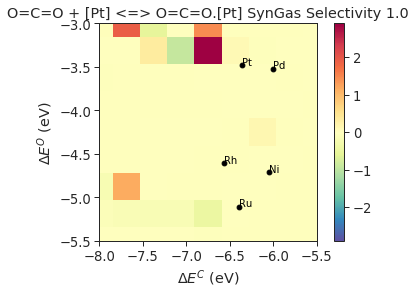 O=C=O + [Pt] <=> O=C=O.[Pt] SynGas Selectivity 1.0
−3.0
−3.5
−4.0
−4.5
−5.0
−5.5
ΔE^O (eV)
Pt
Pd
Rh
Ni
Ru
−8.0 −7.5 −7.0 −6.5 −6.0 −5.5
ΔE^C (eV)
2
1
0
−1
−2